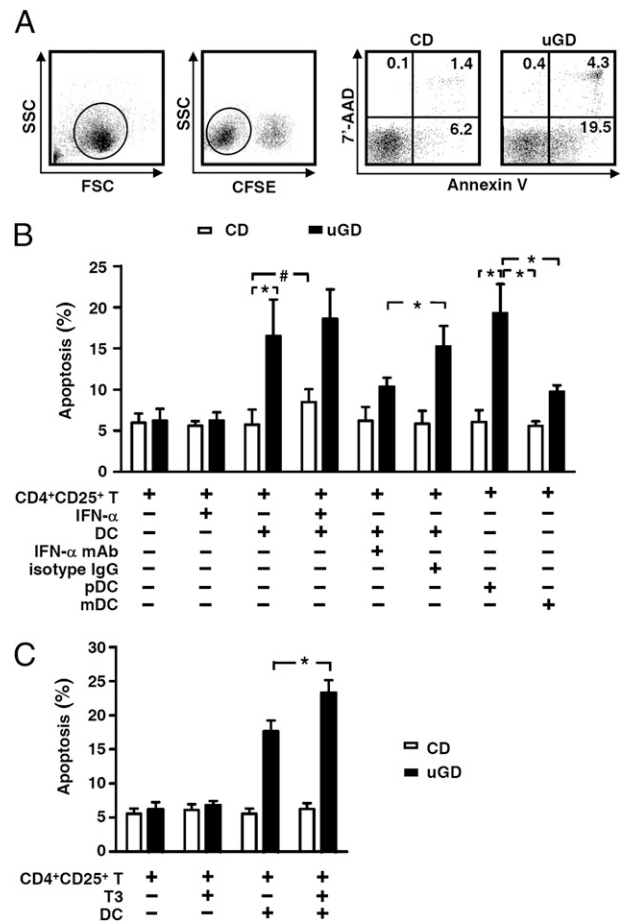 A
CD uGD
SSC SSC 7'-AAD
0.1 1.4 0.4 4.3
6.2 19.5
FSC CFSE Annexin V
B
CD uGD
Apoptosis (%)
25
20
15
10
5
0
# * * * * *
CD4+CD25+ T + + + + + + + +
IFN-α – + – + – – – –
DC – – + + + + – –
IFN-α mAb – – – – + – – –
isotype IgG – – – – – + – –
pDC – – – – – – + –
mDC – – – – – – – +
C
Apoptosis (%)
30
25
20
15
10
5
0
*
CD
uGD
CD4+CD25+ T + + + +
T3 – + – +
DC – – + +